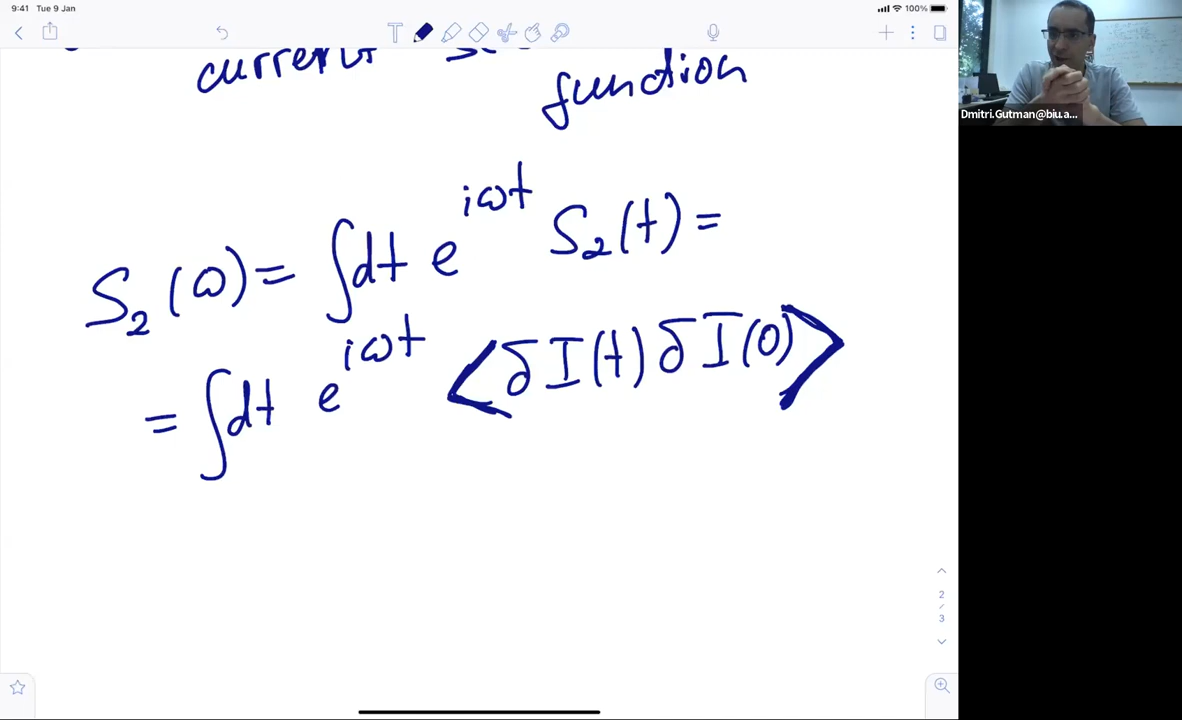 9:41 Tue 9 Jan
100%
T
function
S₂(ω) = ∫dt e^{iωt} S₂(t) =
= ∫dt e^{iωt} <δI(t) δI(0)>
2
/
3
Dmitri.Gutman@biu.a...